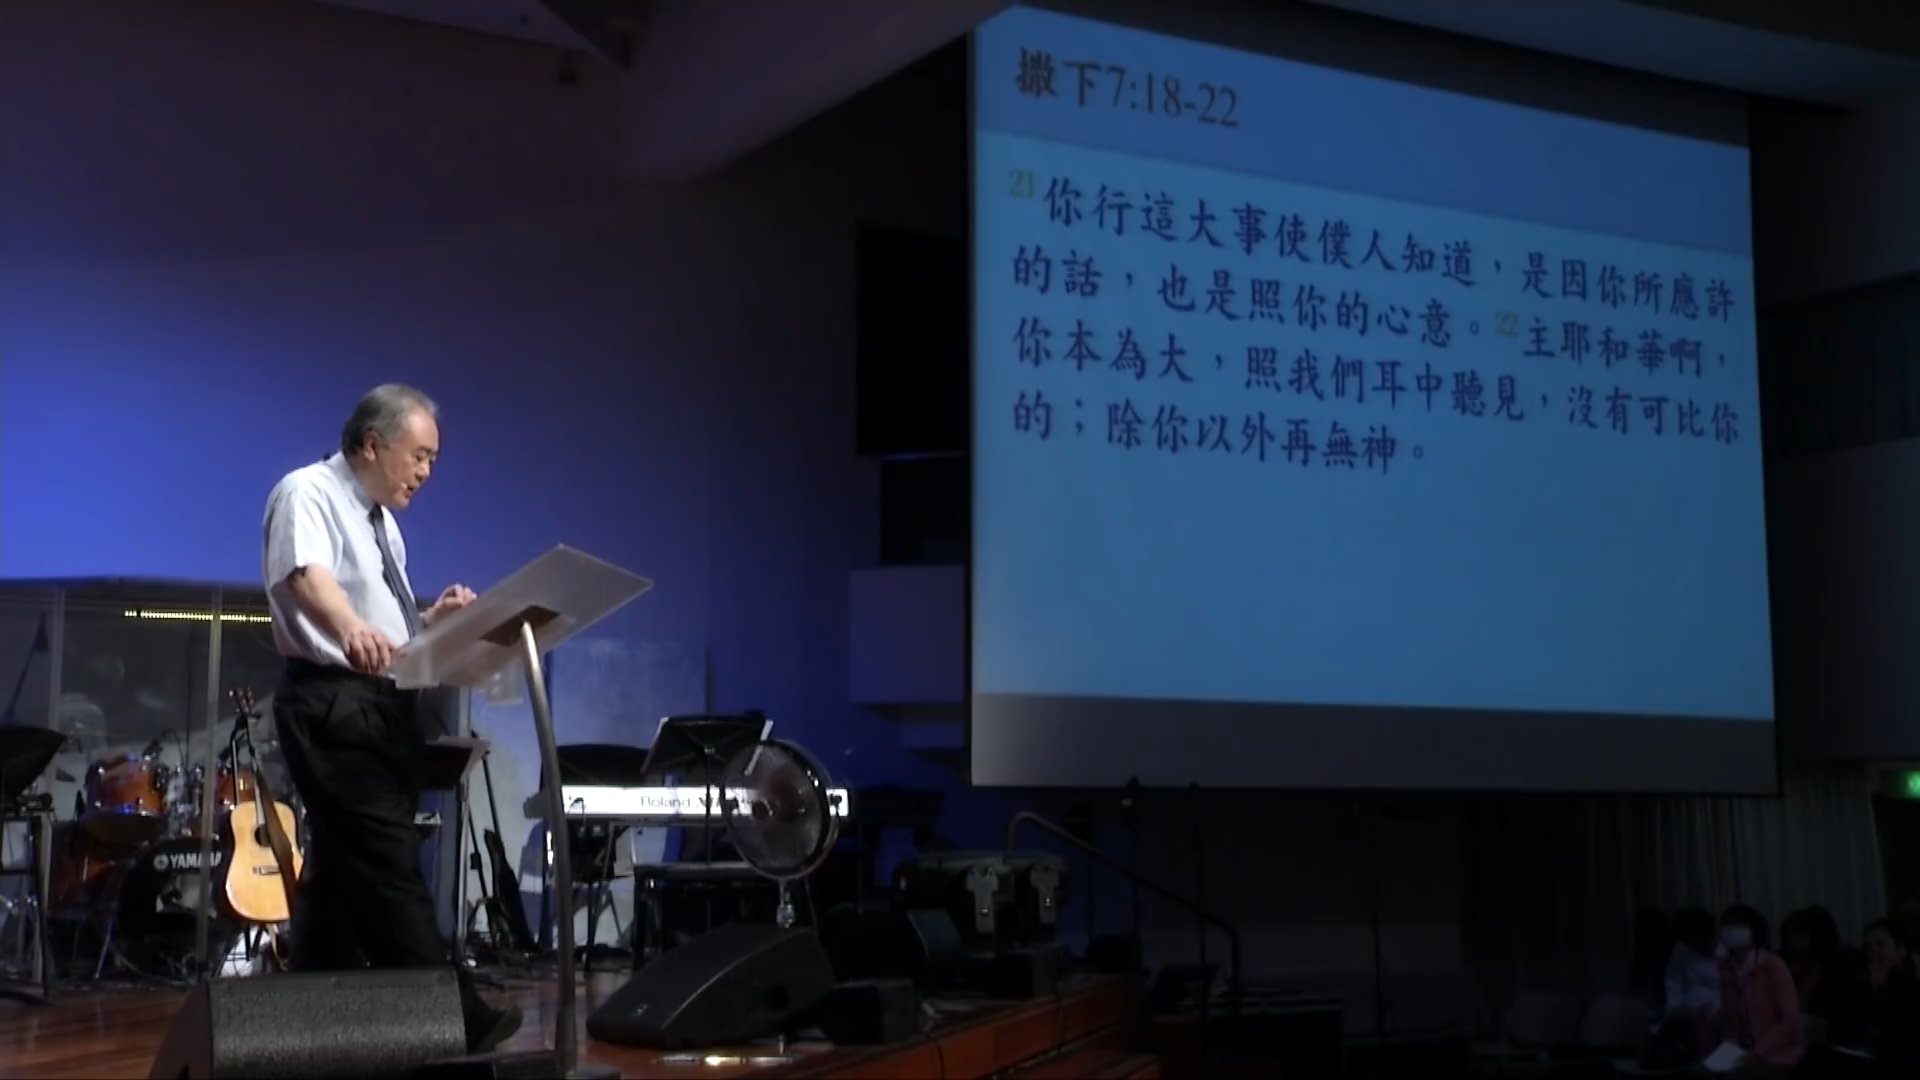 撒下7:18-22
21你行這大事使僕人知道，是因你所應許
的話，也是照你的心意。22主耶和華啊，
你本為大，照我們耳中聽見，沒有可比你
的；除你以外再無神。
Roland
YAMAHA